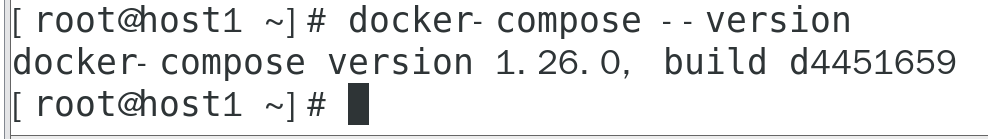 [root@host1 ~]# docker-compose --version
docker-compose version 1.26.0, build d4451659
[root@host1 ~]#